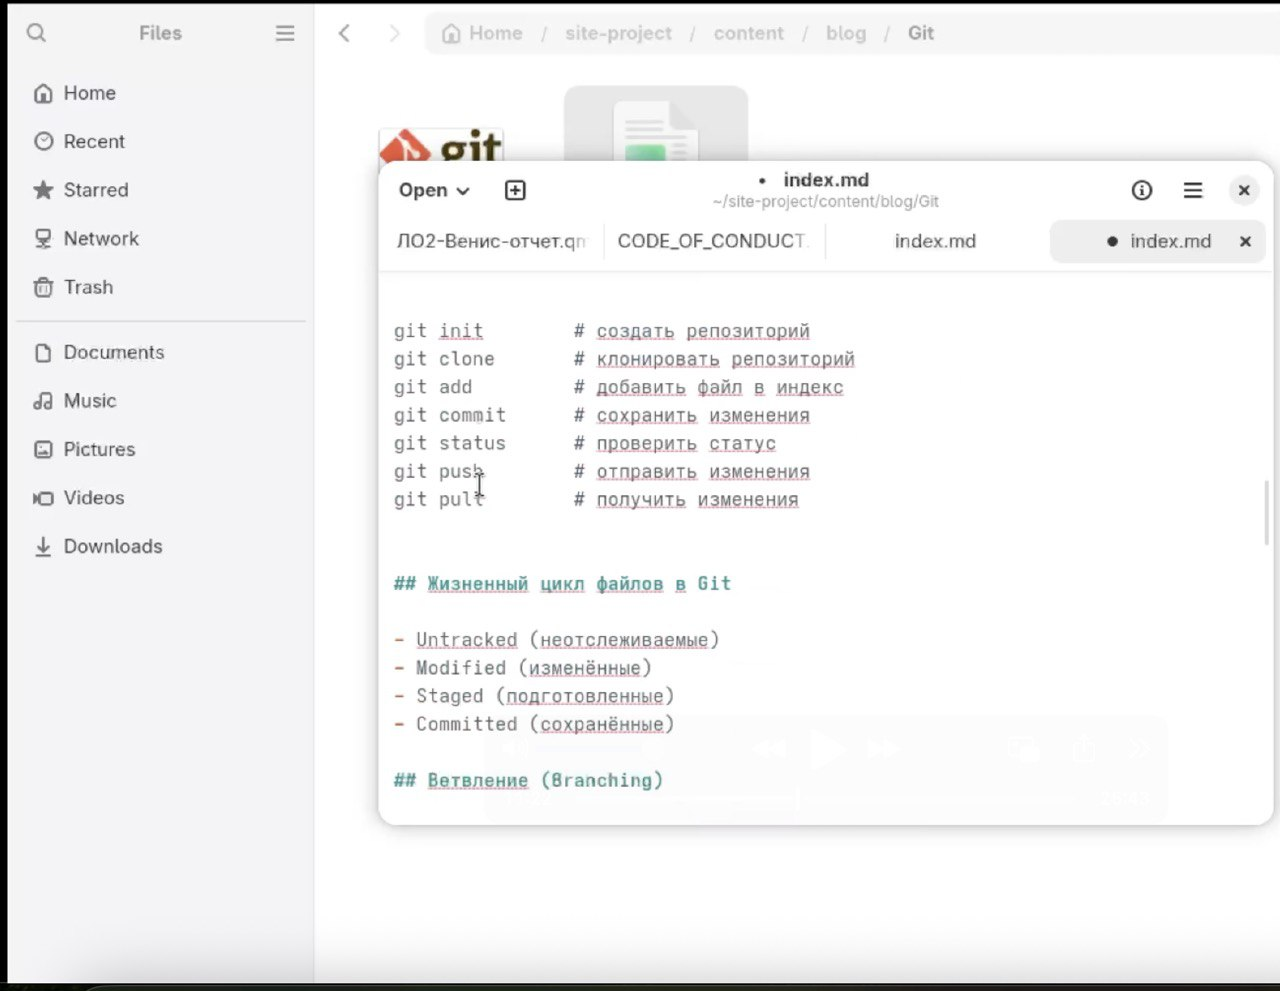 Files
Home / site-project / content / blog / Git
Home
Recent
Starred
Network
Trash
Documents
Music
Pictures
Videos
Downloads
git
Open
• index.md
~/site-project/content/blog/Git
ЛО2-Венис-отчет.qm
CODE_OF_CONDUCT.
index.md
● index.md
git init # создать репозиторий
git clone # клонировать репозиторий
git add # добавить файл в индекс
git commit # сохранить изменения
git status # проверить статус
git push # отправить изменения
git pull # получить изменения
## Жизненный цикл файлов в Git
- Untracked (неотслеживаемые)
- Modified (изменённые)
- Staged (подготовленные)
- Committed (сохранённые)
## Ветвление (Branching)